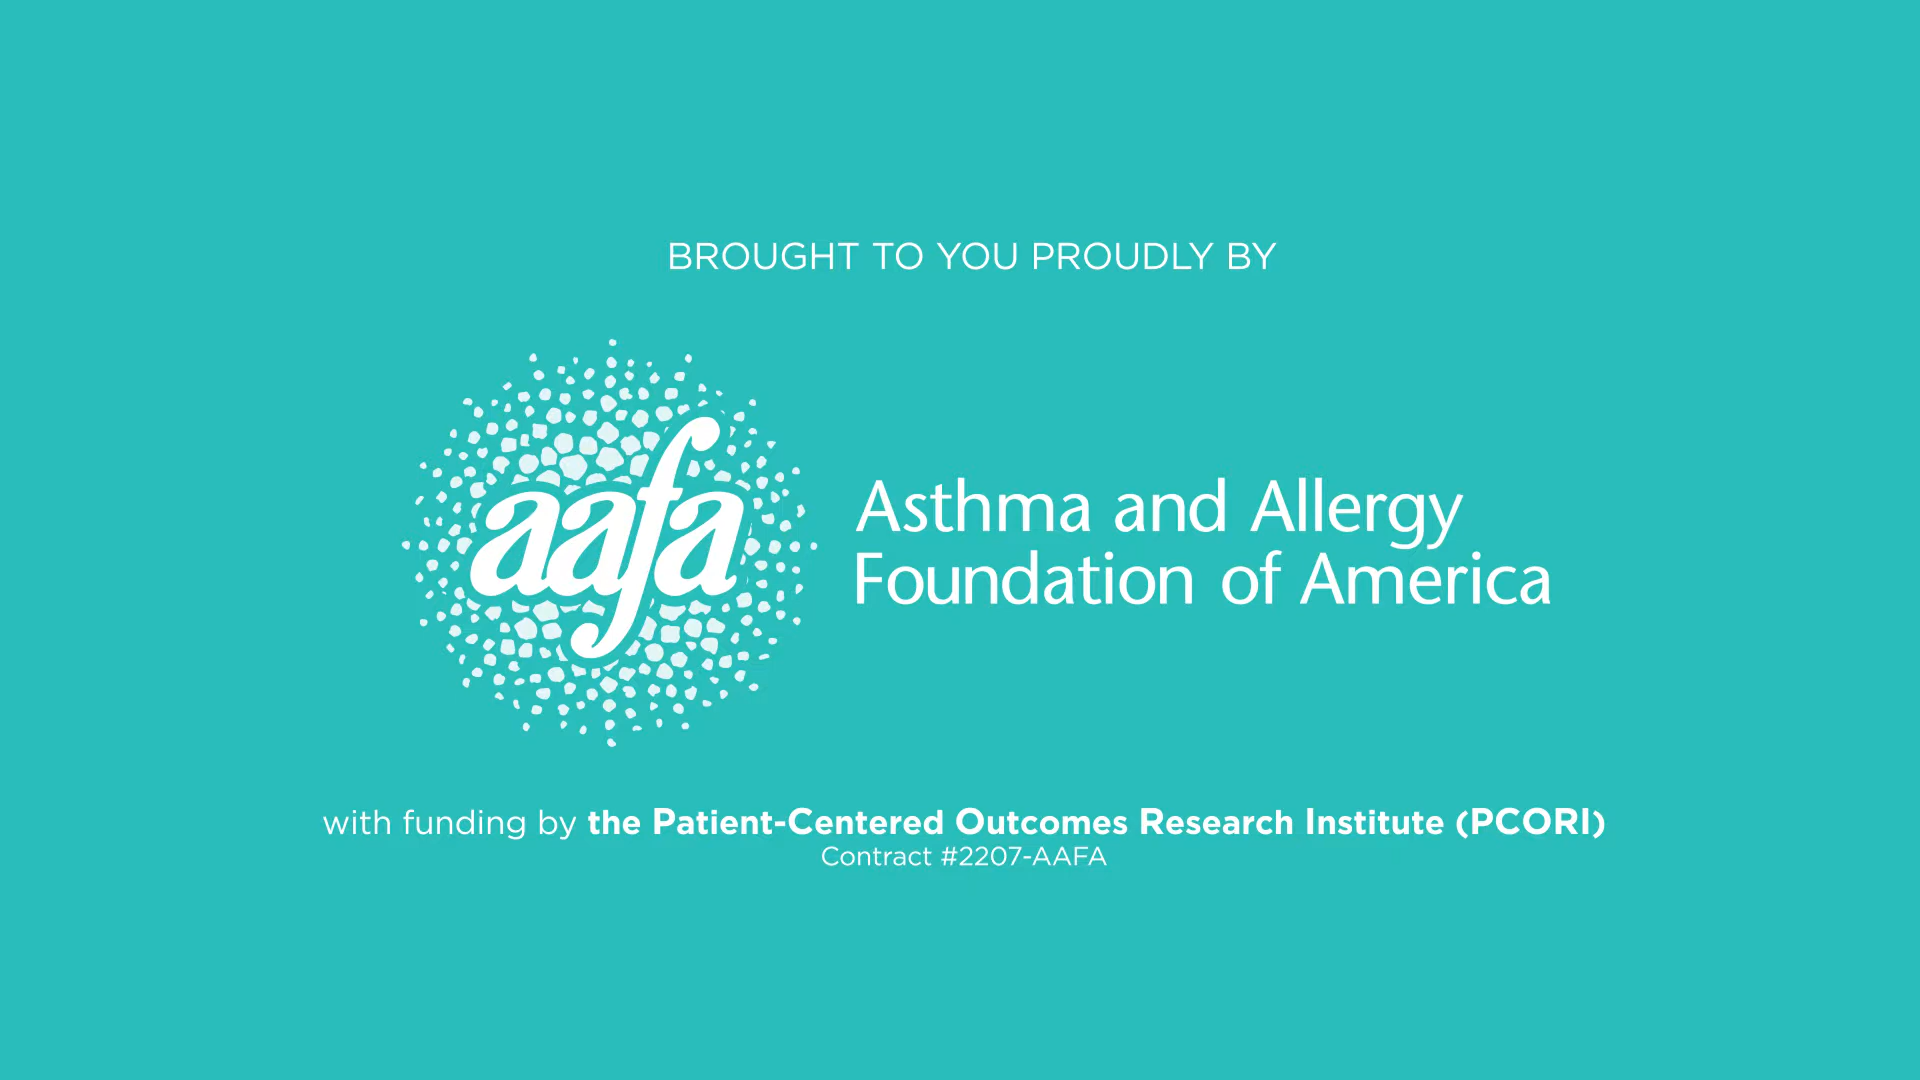 BROUGHT TO YOU PROUDLY BY
aafa
Asthma and Allergy
Foundation of America
with funding by the Patient-Centered Outcomes Research Institute (PCORI)
Contract #2207-AAFA